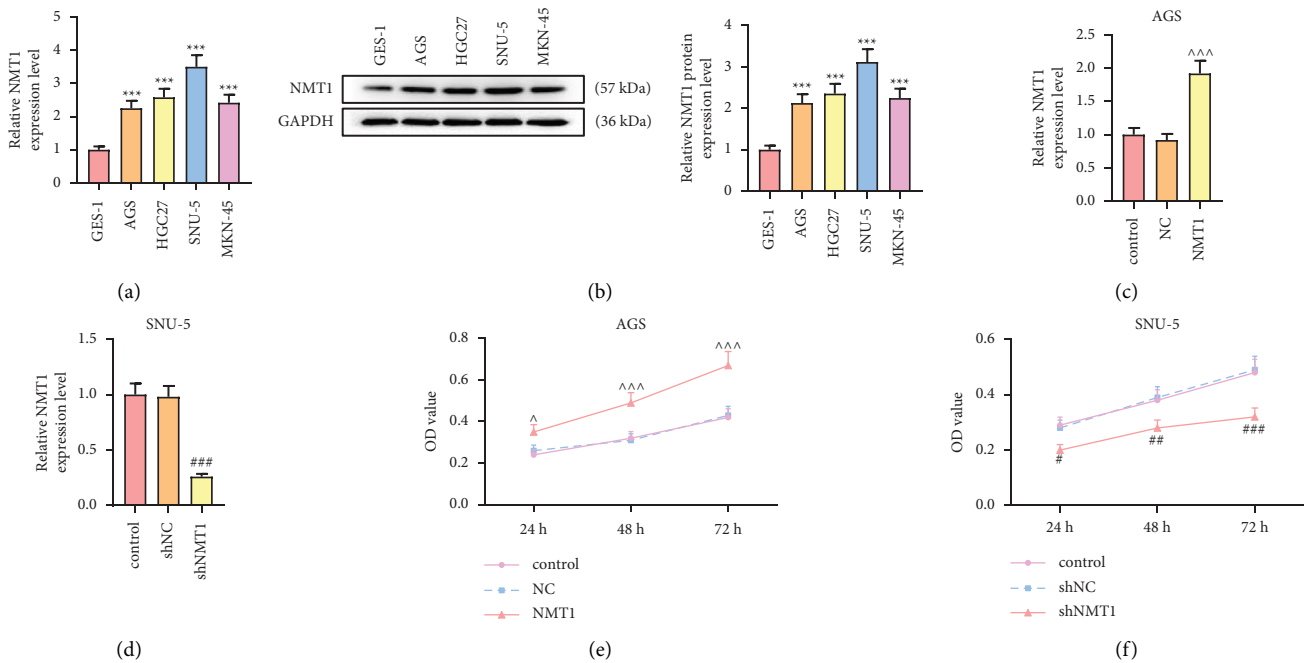 Relative NMT1
expression level
5
4
3
2
1
0
***
***
***
***
GES-1
AGS
HGC27
SNU-5
MKN-45
(a)
GES-1
AGS
HGC27
SNU-5
MKN-45
NMT1
(57 kDa)
GAPDH
(36 kDa)
Relative NMT1 protein
expression level
4
3
2
1
0
***
***
***
***
GES-1
AGS
HGC27
SNU-5
MKN-45
(b)
AGS
Relative NMT1
expression level
2.5
2.0
1.5
1.0
0.5
0.0
^^^
control
NC
NMT1
(c)
SNU-5
Relative NMT1
expression level
1.5
1.0
0.5
0.0
###
control
shNC
shNMT1
(d)
AGS
OD value
0.8
0.6
0.4
0.2
0.0
^
^^^
^^^
24 h
48 h
72 h
control
NC
NMT1
(e)
SNU-5
OD value
0.6
0.4
0.2
0.0
#
##
###
24 h
48 h
72 h
control
shNC
shNMT1
(f)